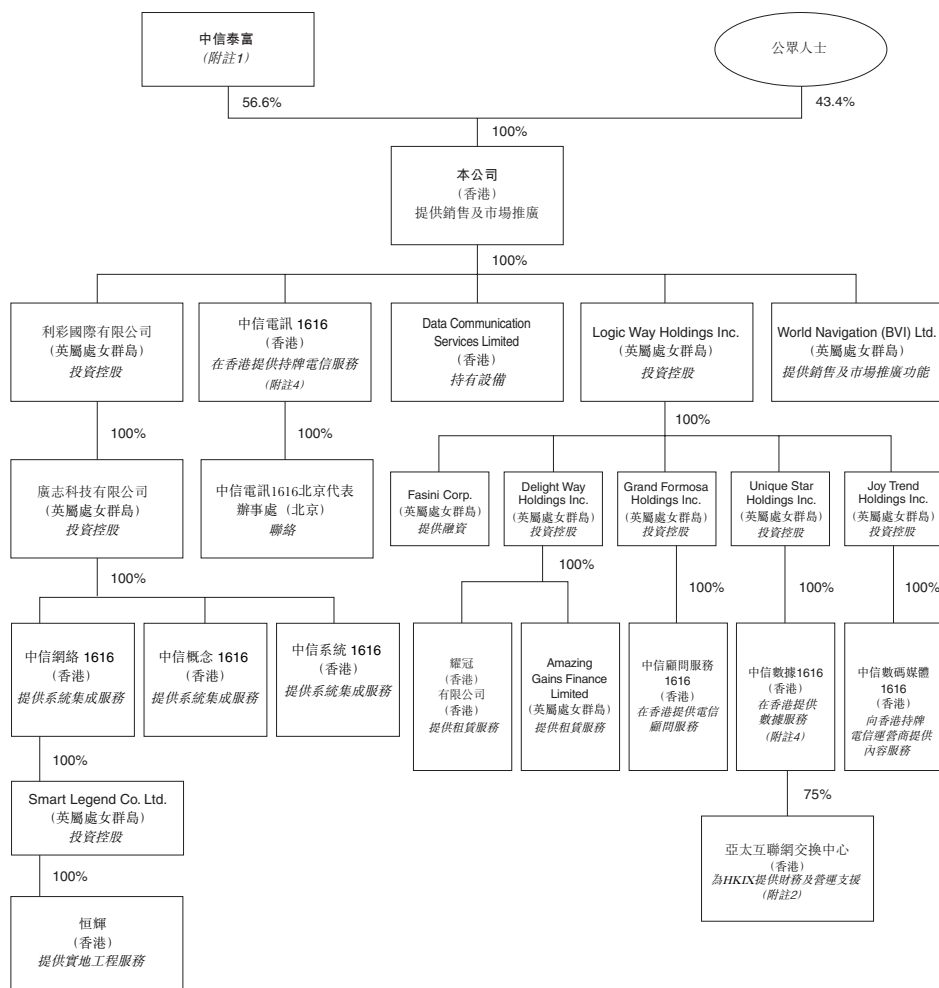 中信泰富
(附註1)
公眾人士
56.6%
43.4%
100%
本公司
(香港)
提供銷售及市場推廣
100%
利彩國際有限公司
(英屬處女群島)
投資控股
中信電訊 1616
(香港)
在香港提供持牌電信服務
(附註4)
Data Communication
Services Limited
(香港)
持有設備
Logic Way Holdings Inc.
(英屬處女群島)
投資控股
World Navigation (BVI) Ltd.
(英屬處女群島)
提供銷售及市場推廣功能
100%
100%
100%
廣志科技有限公司
(英屬處女群島)
投資控股
中信電訊1616北京代表
辦事處（北京）
聯絡
Fasini Corp.
(英屬處女群島)
提供融資
Delight Way
Holdings Inc.
(英屬處女群島)
投資控股
Grand Formosa
Holdings Inc.
(英屬處女群島)
投資控股
Unique Star
Holdings Inc.
(英屬處女群島)
投資控股
Joy Trend
Holdings Inc.
(英屬處女群島)
投資控股
100%
100%
100%
100%
100%
中信網絡 1616
(香港)
提供系統集成服務
中信概念 1616
(香港)
提供系統集成服務
中信系統 1616
(香港)
提供系統集成服務
耀冠
(香港)
有限公司
(香港)
提供租賃服務
Amazing
Gains Finance
Limited
(英屬處女群島)
提供租賃服務
中信顧問服務
1616
(香港)
在香港提供電信
顧問服務
中信數據1616
(香港)
在香港提供
數據服務
(附註4)
中信數碼媒體
1616
(香港)
向香港持牌
電信運營商提供
內容服務
100%
75%
Smart Legend Co. Ltd.
(英屬處女群島)
投資控股
亞太互聯網交換中心
(香港)
為HKIX提供財務及營運支援
(附註2)
100%
恒輝
(香港)
提供實地工程服務